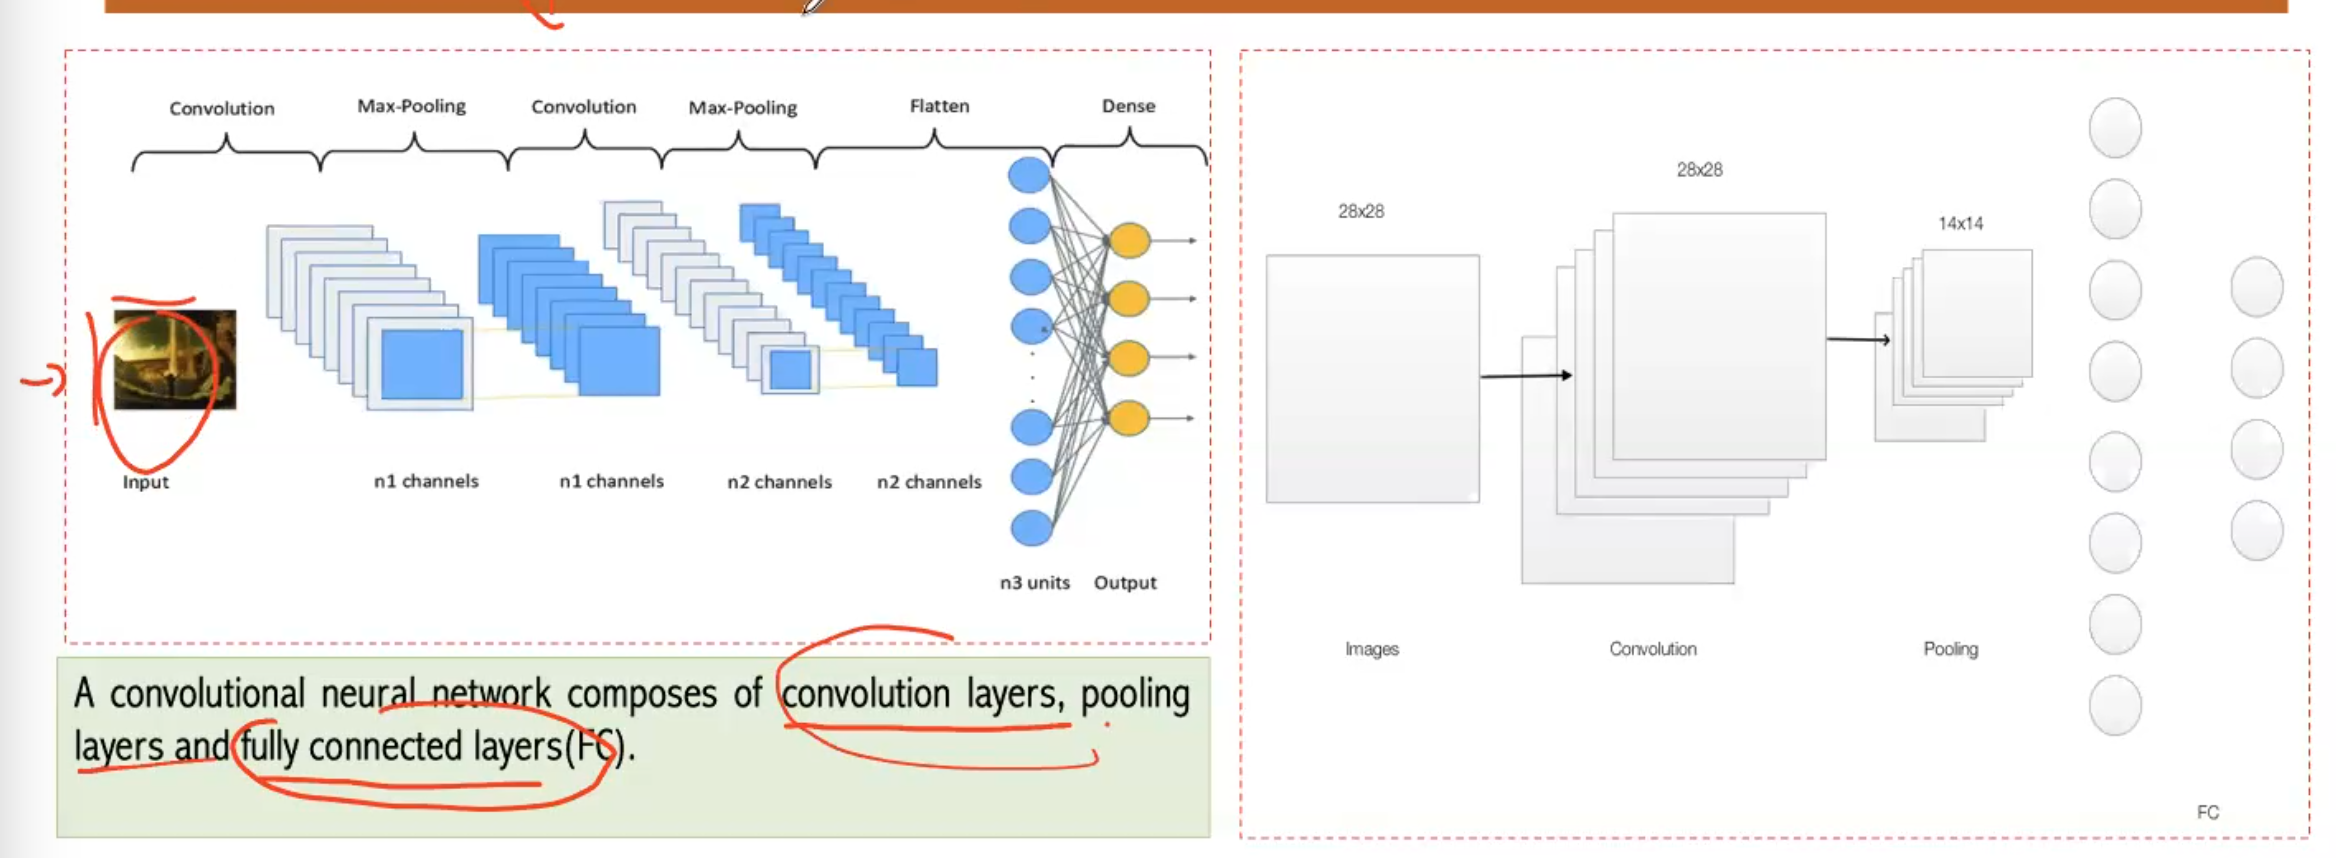 Convolution Max-Pooling Convolution Max-Pooling Flatten Dense
Input n1 channels n1 channels n2 channels n2 channels
n3 units Output
A convolutional neural network composes of convolution layers, pooling
layers and fully connected layers(FC).
28x28
28x28
14x14
Images Convolution Pooling
FC